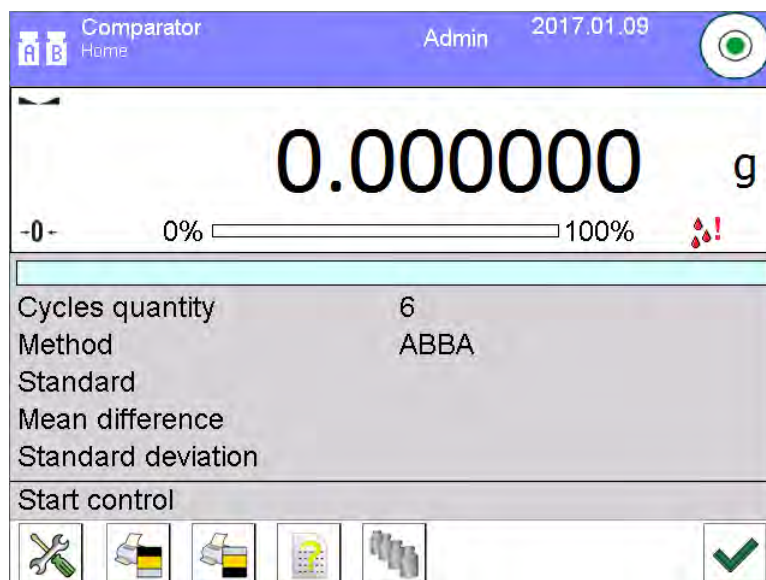 Comparator
Home
Admin
2017.01.09
A B
0.000000 g
→0← 0% 100% !
Cycles quantity 6
Method ABBA
Standard
Mean difference
Standard deviation
Start control
?